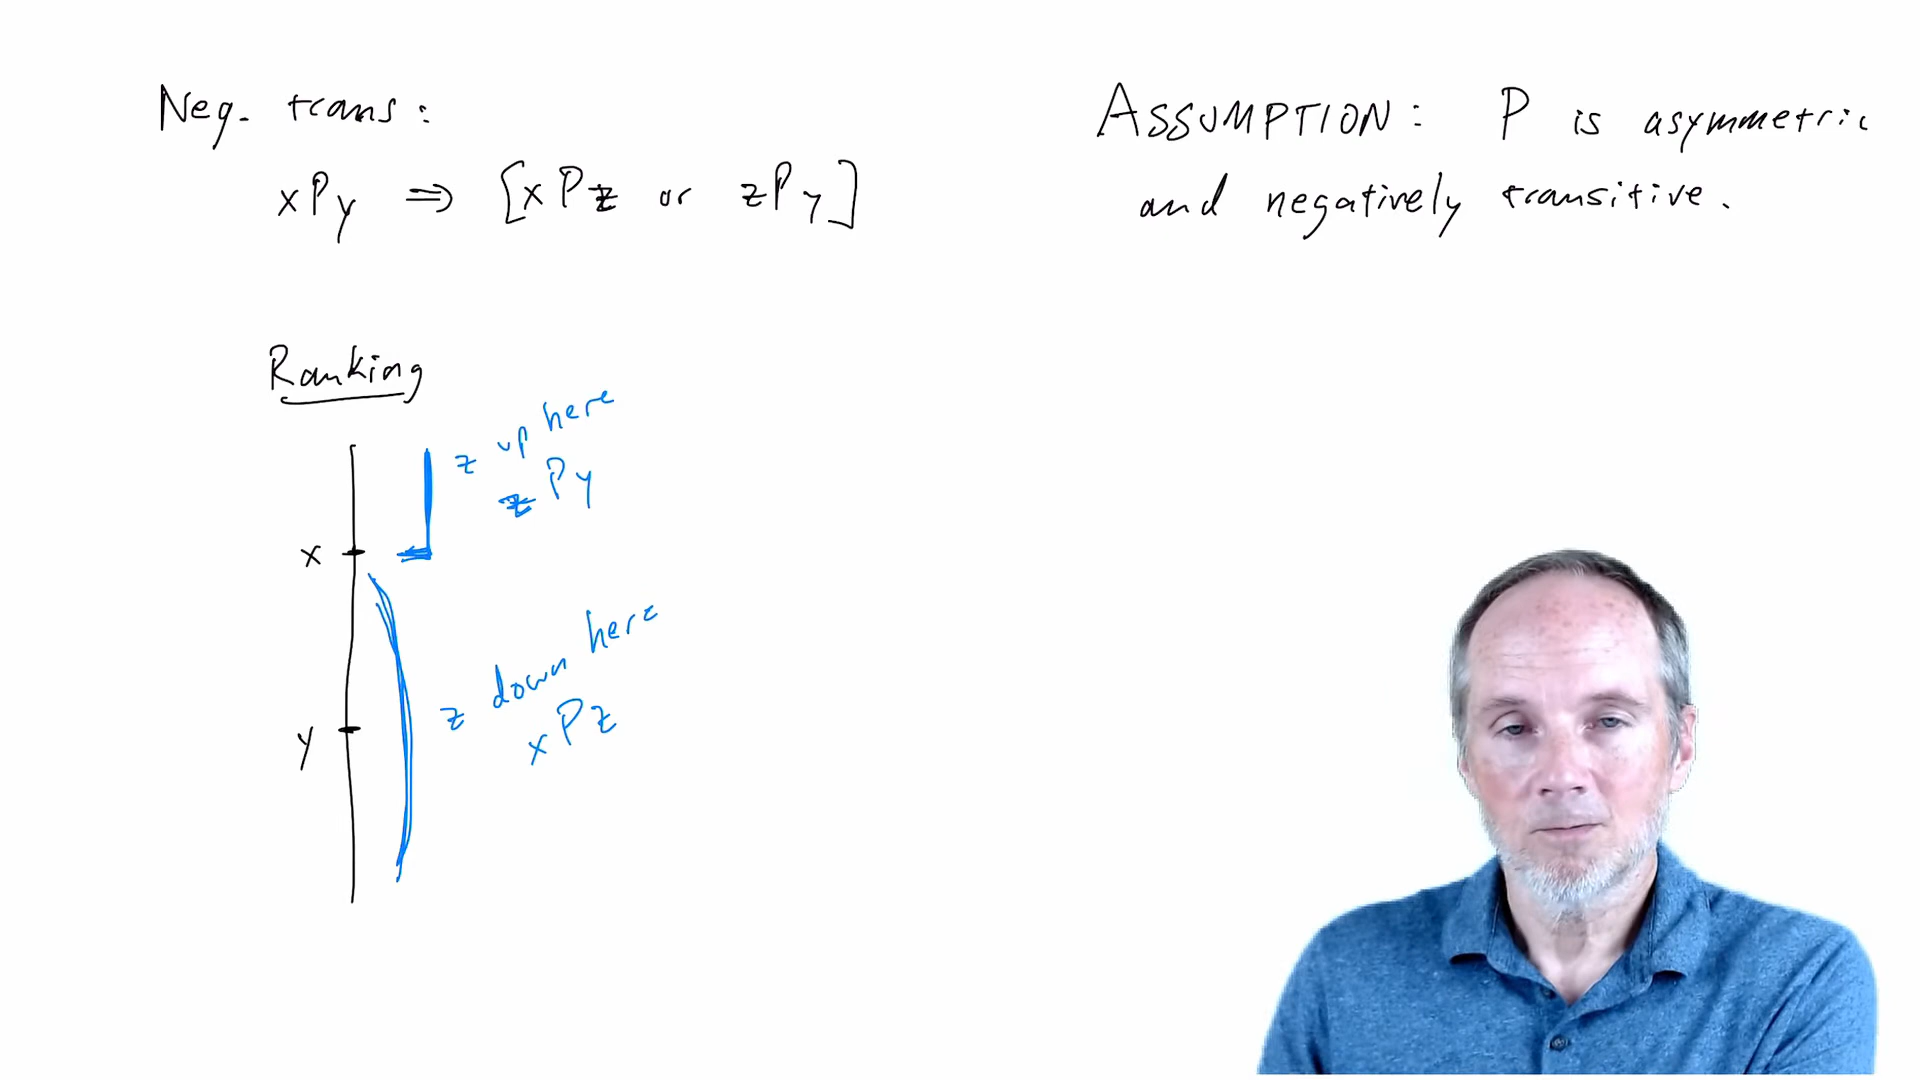 Neg. trans:
xPy ⇒ [xPz or zPy]
ASSUMPTION: P is asymmetric
and negatively transitive.
Ranking
z up here
zPy
x
z down here
xPz
y